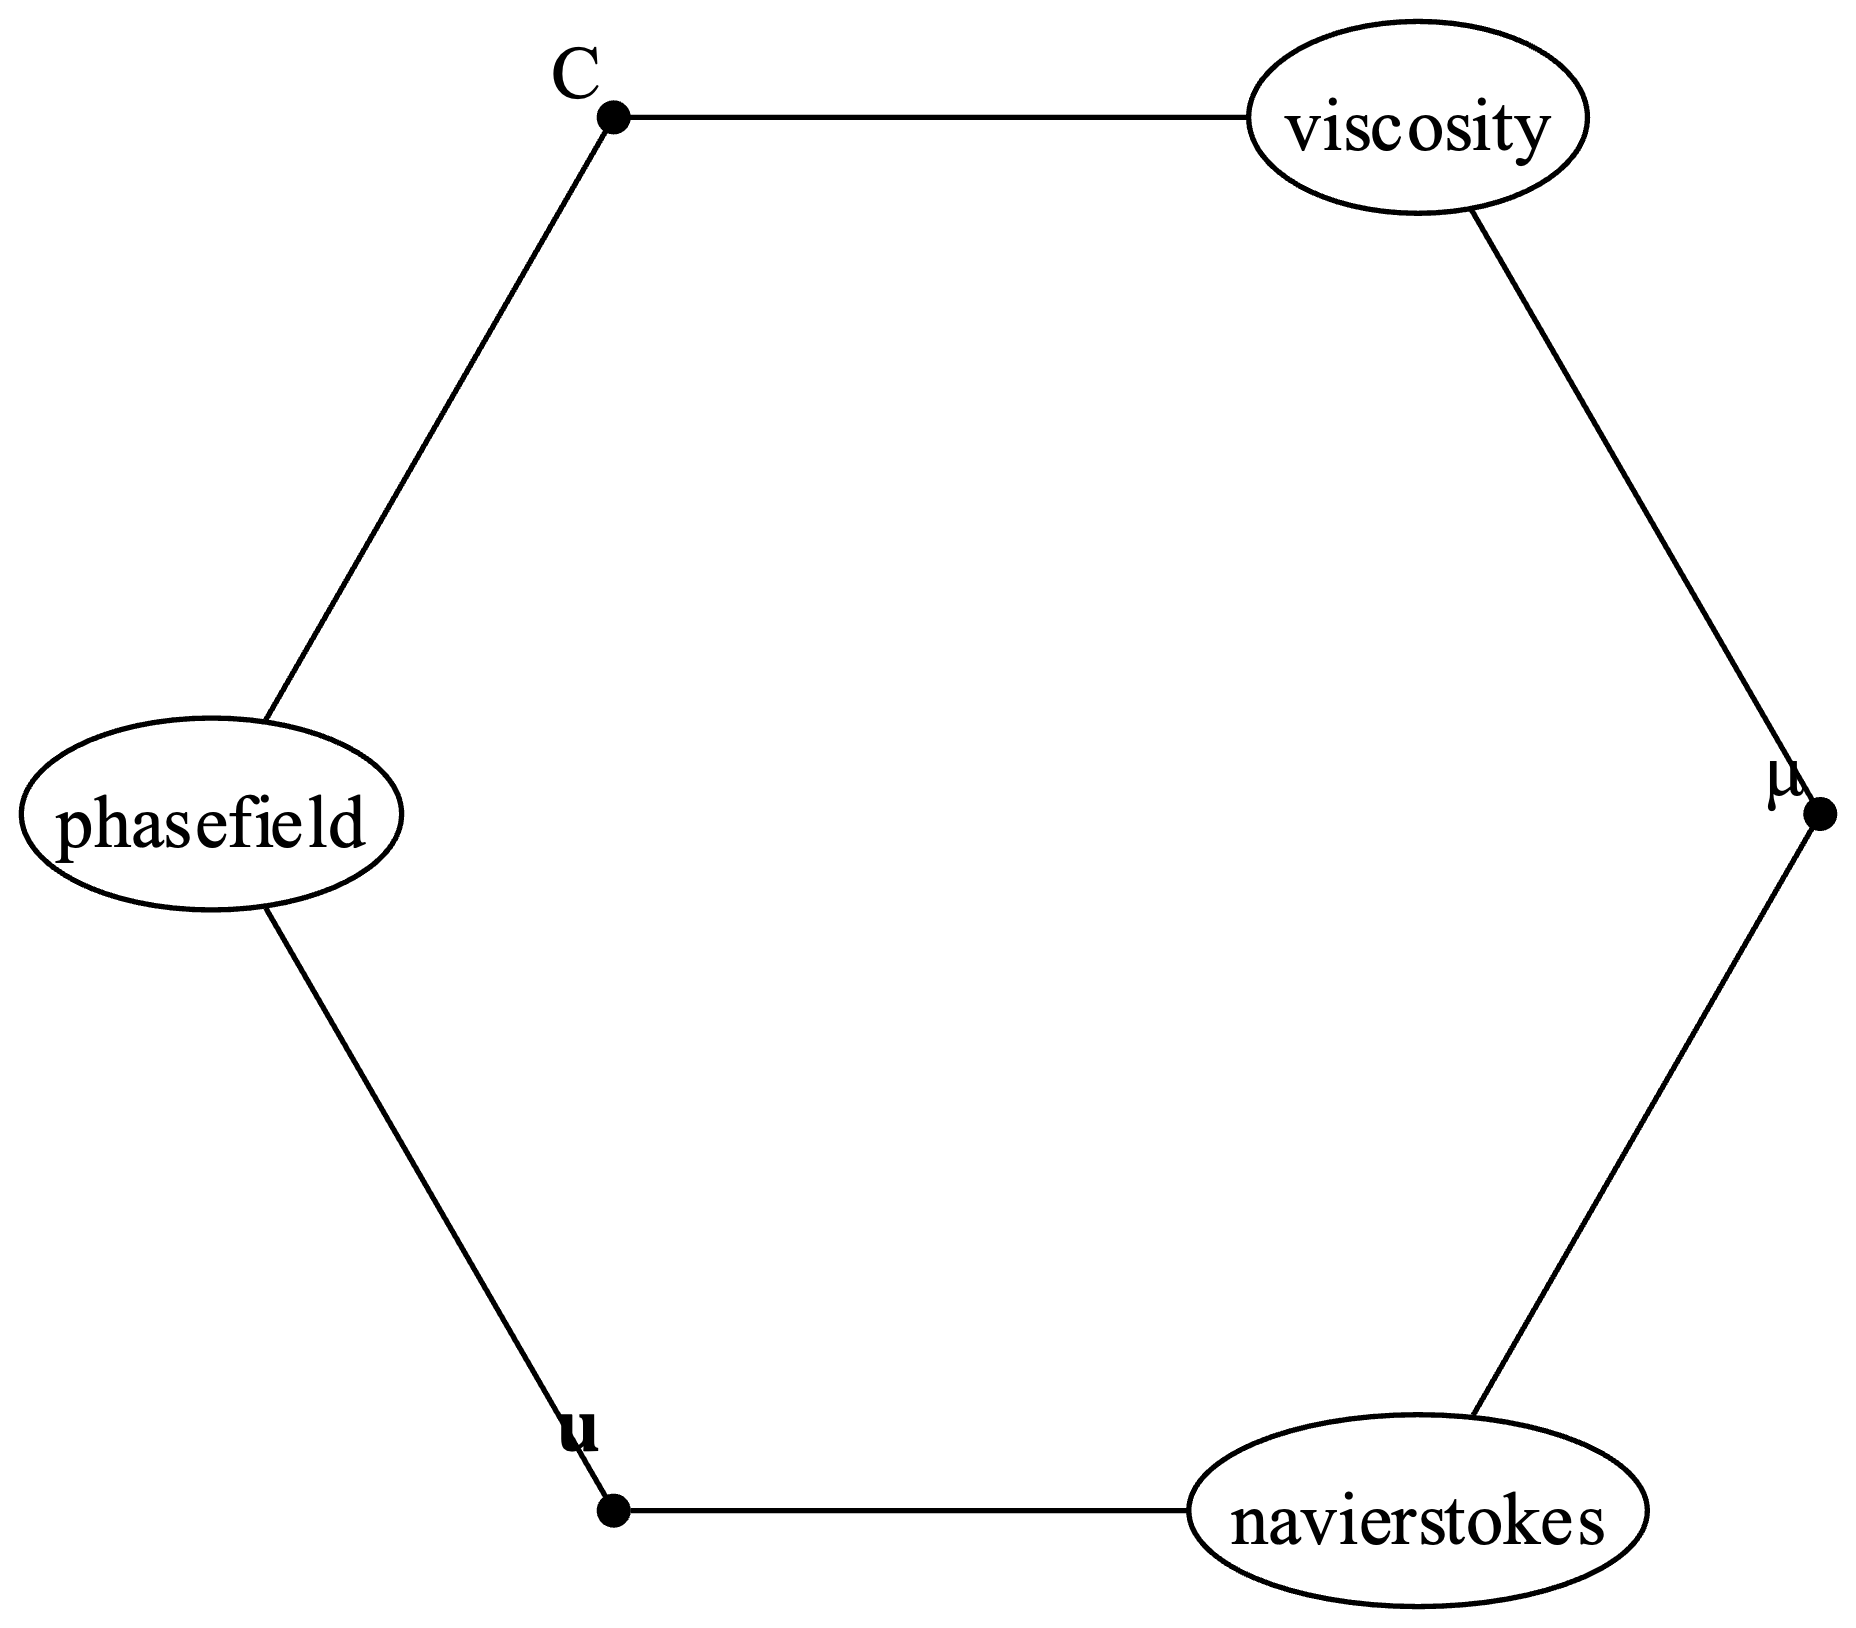 C
viscosity
μ
phasefield
u
navierstokes